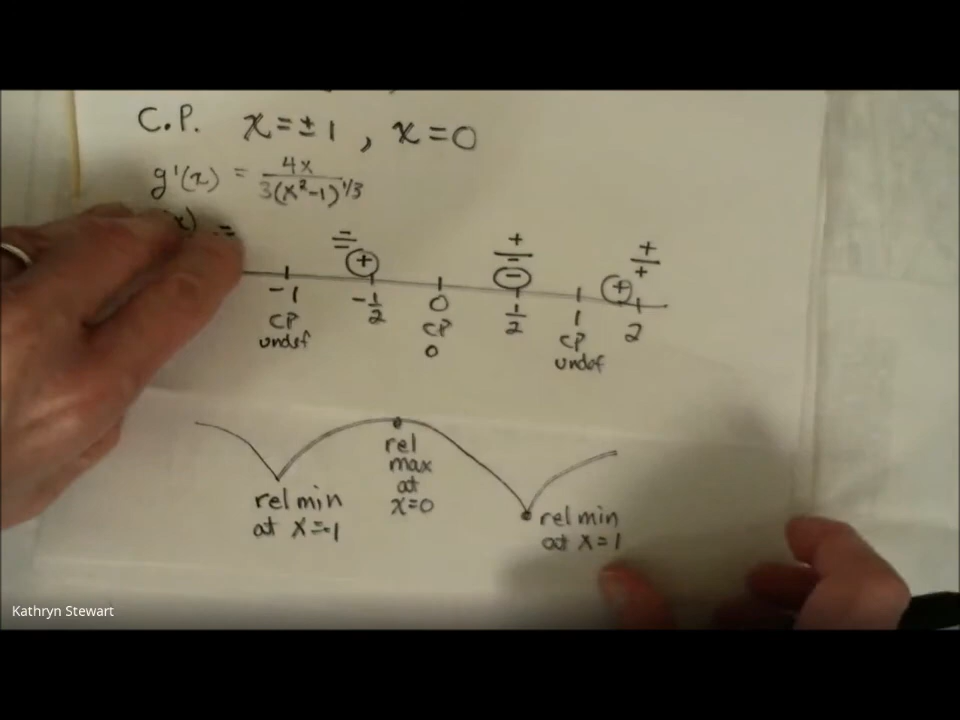 C.P. x = ± 1 , x = 0
g'(x) = 4x / 3(x²-1)^1/3
(x) =
- / - + + / - - + / + +
-1 -1/2 0 1/2 1 2
CP undef CP 0 CP undef
rel max at x=0
rel min at x=-1
rel min at x=1
Kathryn Stewart